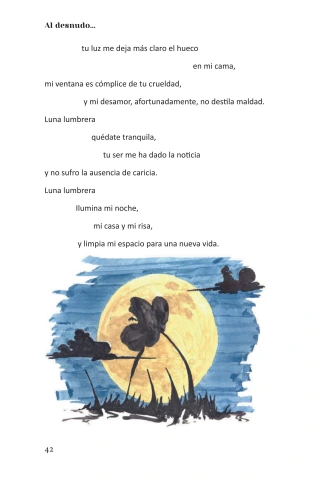 Al desnudo...
tu luz me deja más claro el hueco
en mi cama,
mi ventana es cómplice de tu crueldad,
y mi desamor, afortunadamente, no destila maldad.
Luna lumbrera
quédate tranquila,
tu ser me ha dado la noticia
y no sufro la ausencia de caricia.
Luna lumbrera
Ilumina mi noche,
mi casa y mi risa,
y limpia mi espacio para una nueva vida.
42